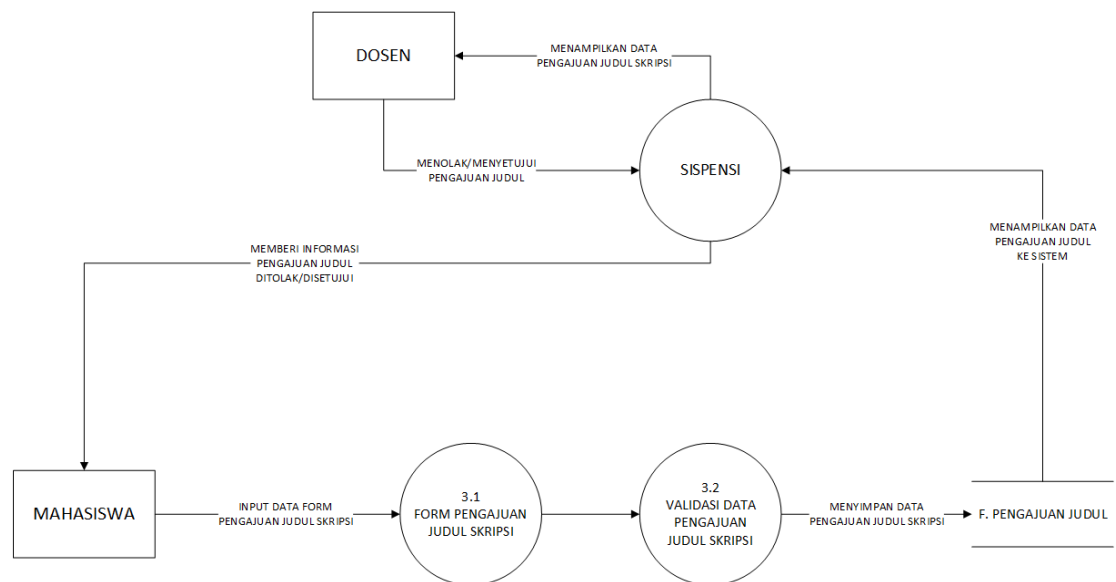 DOSEN
MENAMPILKAN DATA
PENGAJUAN JUDUL SKRIPSI
MENOLAK/MENYETUJUI
PENGAJUAN JUDUL
SISPENSI
MEMBERI INFORMASI
PENGAJUAN JUDUL
DITOLAK/DISETUJUI
MENAMPILKAN DATA
PENGAJUAN JUDUL
KE SISTEM
MAHASISWA
INPUT DATA FORM
PENGAJUAN JUDUL SKRIPSI
3.1
FORM PENGAJUAN
JUDUL SKRIPSI
3.2
VALIDASI DATA
PENGAJUAN
JUDUL SKRIPSI
MENYIMPAN DATA
PENGAJUAN JUDUL SKRIPSI
F. PENGAJUAN JUDUL